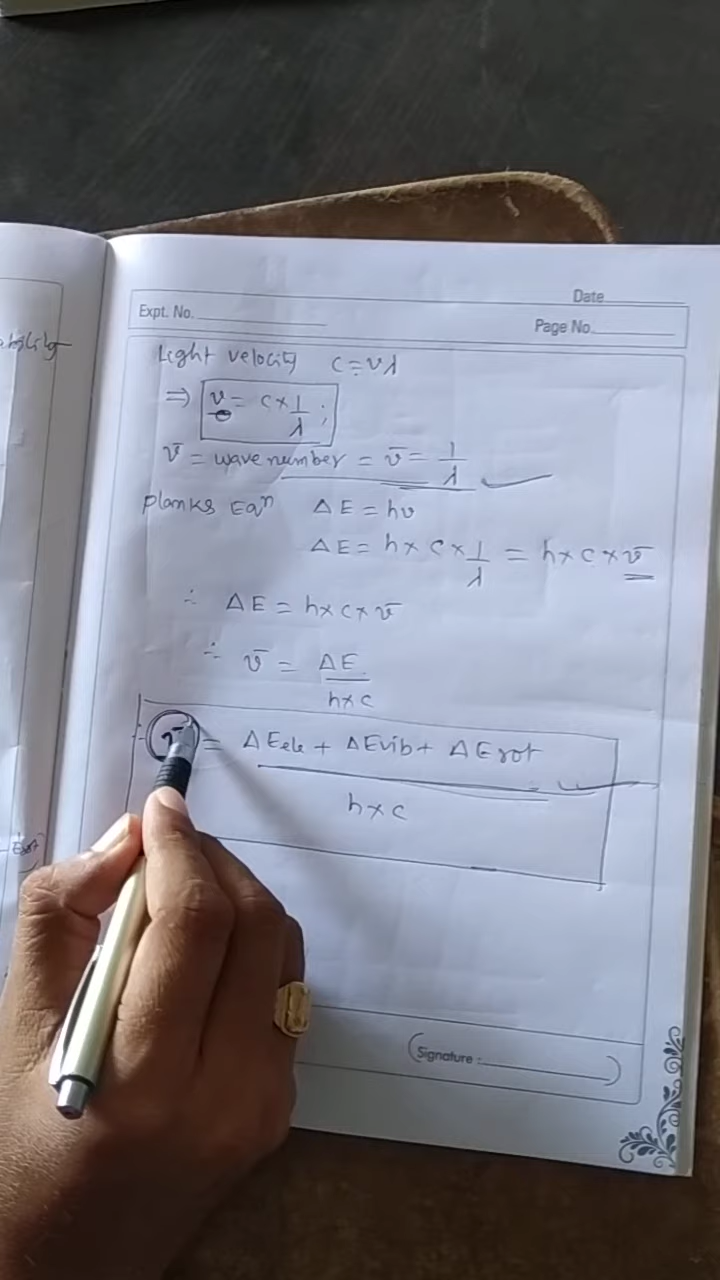 Date
Expt. No.
Page No.
Light velocity C = νλ
⇒ ν = C × 1/λ ;
ν̄ = wave number = ν̄ = 1/λ
Planks Eqⁿ ΔE = hν
ΔE = h × C × 1/λ = h × C × ν̄
∴ ΔE = h × C × ν̄
∴ ν̄ = ΔE / h × C
= ΔEele + ΔEvib + ΔErot
h × C
Signature :